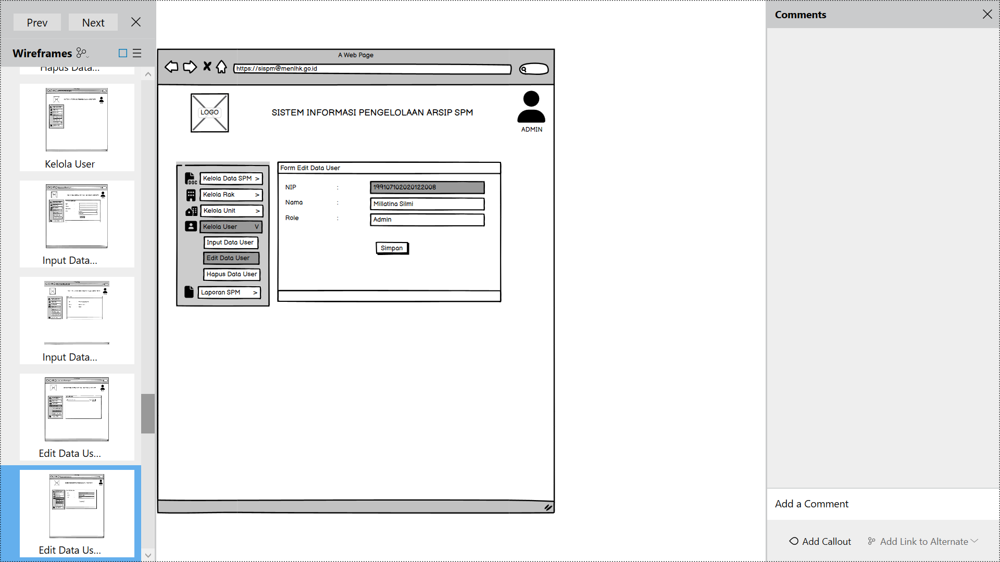 Prev
Next
Wireframes
Hapus Data...
Kelola User
Input Data...
Input Data...
Edit Data Us...
Edit Data Us...
A Web Page
https://sispm@menlhk.go.id
LOGO
SISTEM INFORMASI PENGELOLAAN ARSIP SPM
ADMIN
DOC
Kelola Data SPM >
Kelola Rak >
Kelola Unit >
Kelola User V
Input Data User
Edit Data User
Hapus Data User
Laporan SPM >
Form Edit Data User
NIP : 199107102020122008
Nama : Millatina Silmi
Role : Admin
Simpan
Comments
Add a Comment
Add Callout
Add Link to Alternate